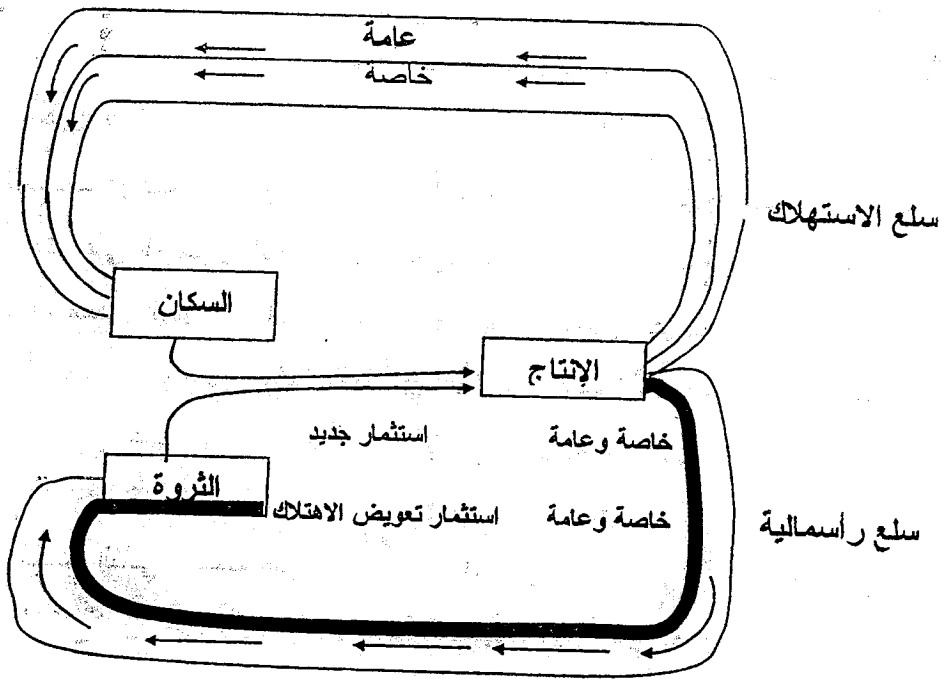 عامة
خاصة
سلع الاستهلاك
السكان
الإنتاج
خاصة وعامة استثمار جديد
الثروة
خاصة وعامة استثمار تعويض الاهتلاك
سلع رأسمالية